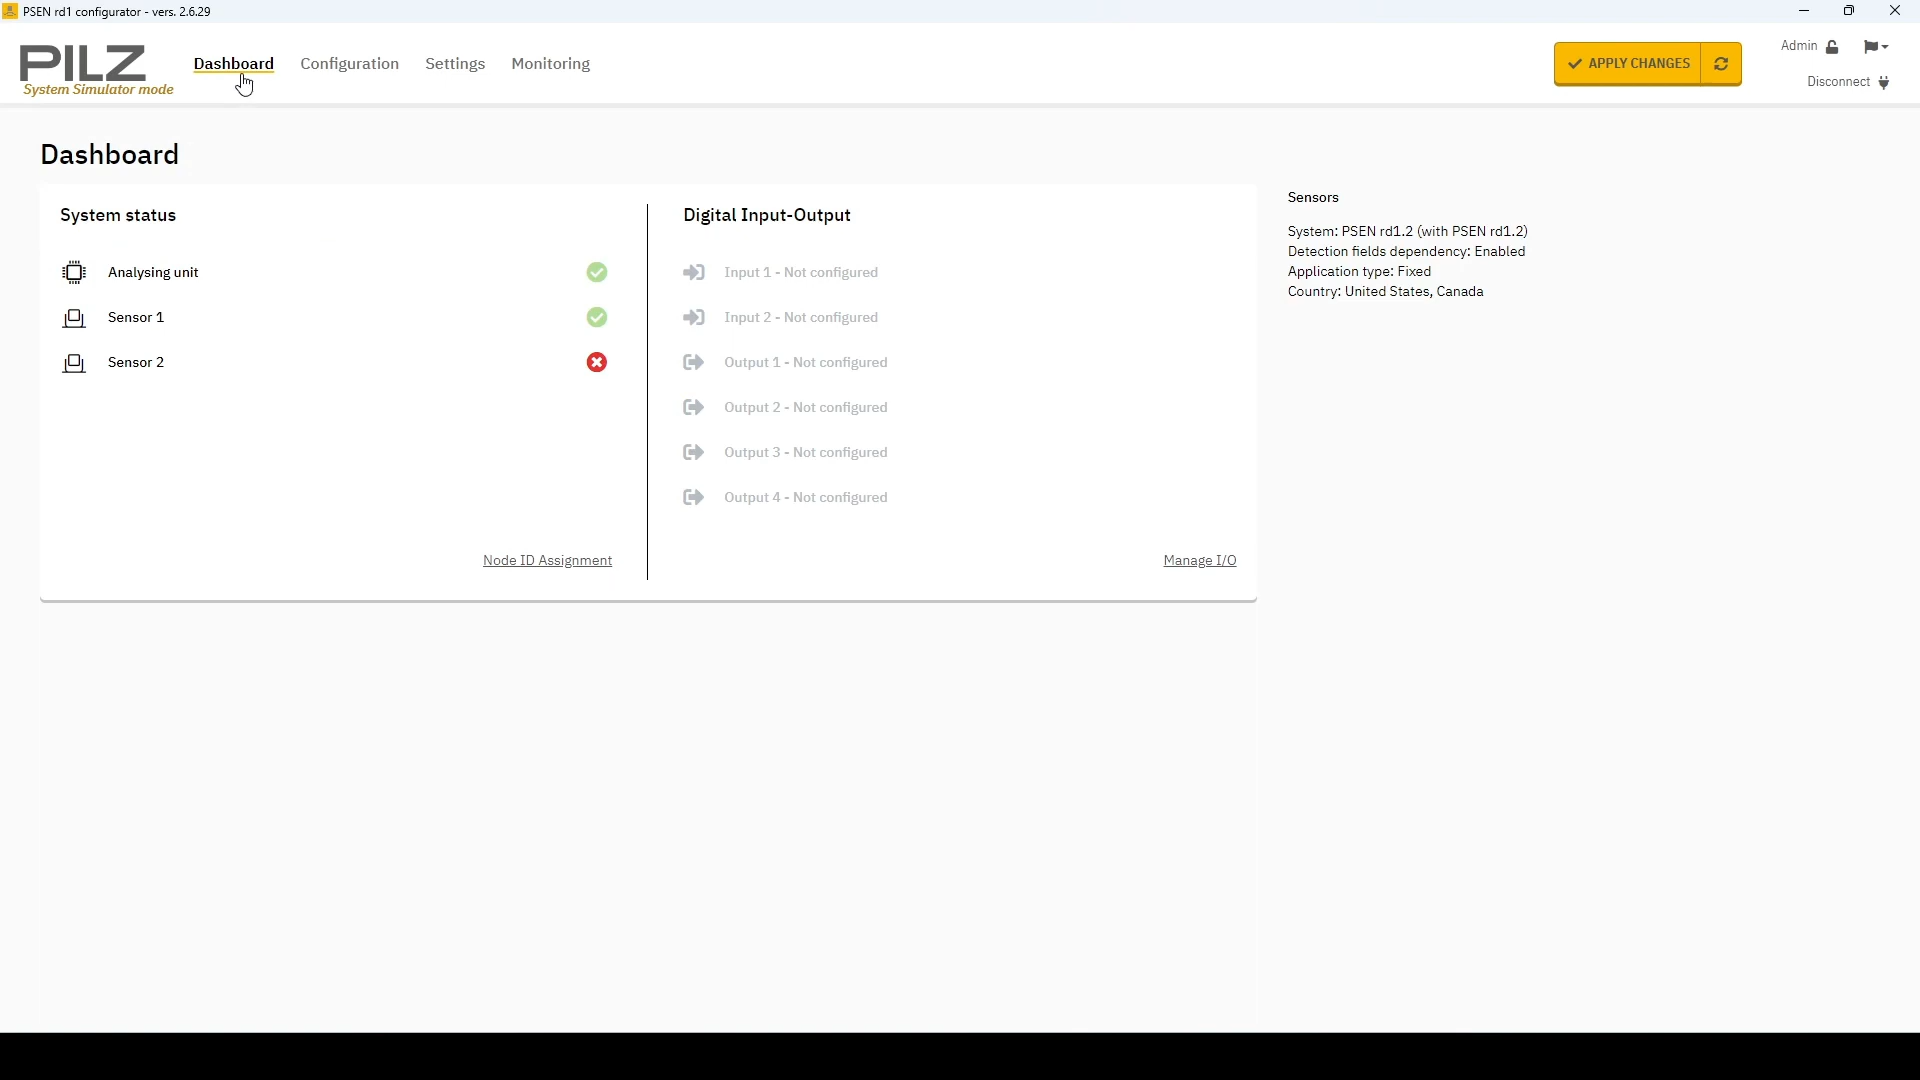 PSEN rd1 configurator - vers. 2.6.29
PILZ
System Simulator mode
Dashboard
Configuration
Settings
Monitoring
APPLY CHANGES
Admin
Disconnect
Dashboard
System status
Analysing unit
Sensor 1
Sensor 2
Node ID Assignment
Digital Input-Output
Input 1 - Not configured
Input 2 - Not configured
Output 1 - Not configured
Output 2 - Not configured
Output 3 - Not configured
Output 4 - Not configured
Manage I/O
Sensors
System: PSEN rd1.2 (with PSEN rd1.2)
Detection fields dependency: Enabled
Application type: Fixed
Country: United States, Canada